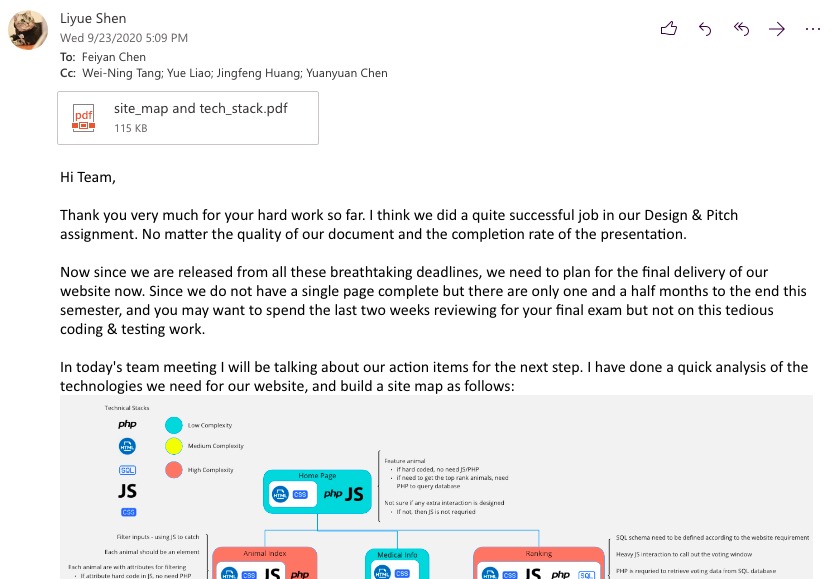 Liyue Shen
Wed 9/23/2020 5:09 PM
To: Feiyan Chen
Cc: Wei-Ning Tang; Yue Liao; Jingfeng Huang; Yuanyuan Chen
pdf
site_map and tech_stack.pdf
115 KB
Hi Team,
Thank you very much for your hard work so far. I think we did a quite successful job in our Design & Pitch
assignment. No matter the quality of our document and the completion rate of the presentation.
Now since we are released from all these breathtaking deadlines, we need to plan for the final delivery of our
website now. Since we do not have a single page complete but there are only one and a half months to the end this
semester, and you may want to spend the last two weeks reviewing for your final exam but not on this tedious
coding & testing work.
In today's team meeting I will be talking about our action items for the next step. I have done a quick analysis of the
technologies we need for our website, and build a site map as follows:
Technical Stacks
php
HTML
SQL
JS
CSS
Low Complexity
Medium Complexity
High Complexity
Home Page
HTML CSS php JS
Feature animal
• If hard coded, no need JS/PHP
• If need to get the top rank animals, need
PHP to query database
Not sure if any extra interaction is designed
• If not, then JS is not requried
Filter inputs - using JS to catch
Each animal should be an element
Each animal are with attributes for filtering
• If attribute hard code in JS, no need PHP
Animal Index
HTML CSS JS php
Medical Info
HTML CSS
Ranking
HTML CSS JS php SQL
SQL schema need to be defined according to the website requirement
Heavy JS interaction to call out the voting window
PHP is requried to retrieve voting data from SQL database